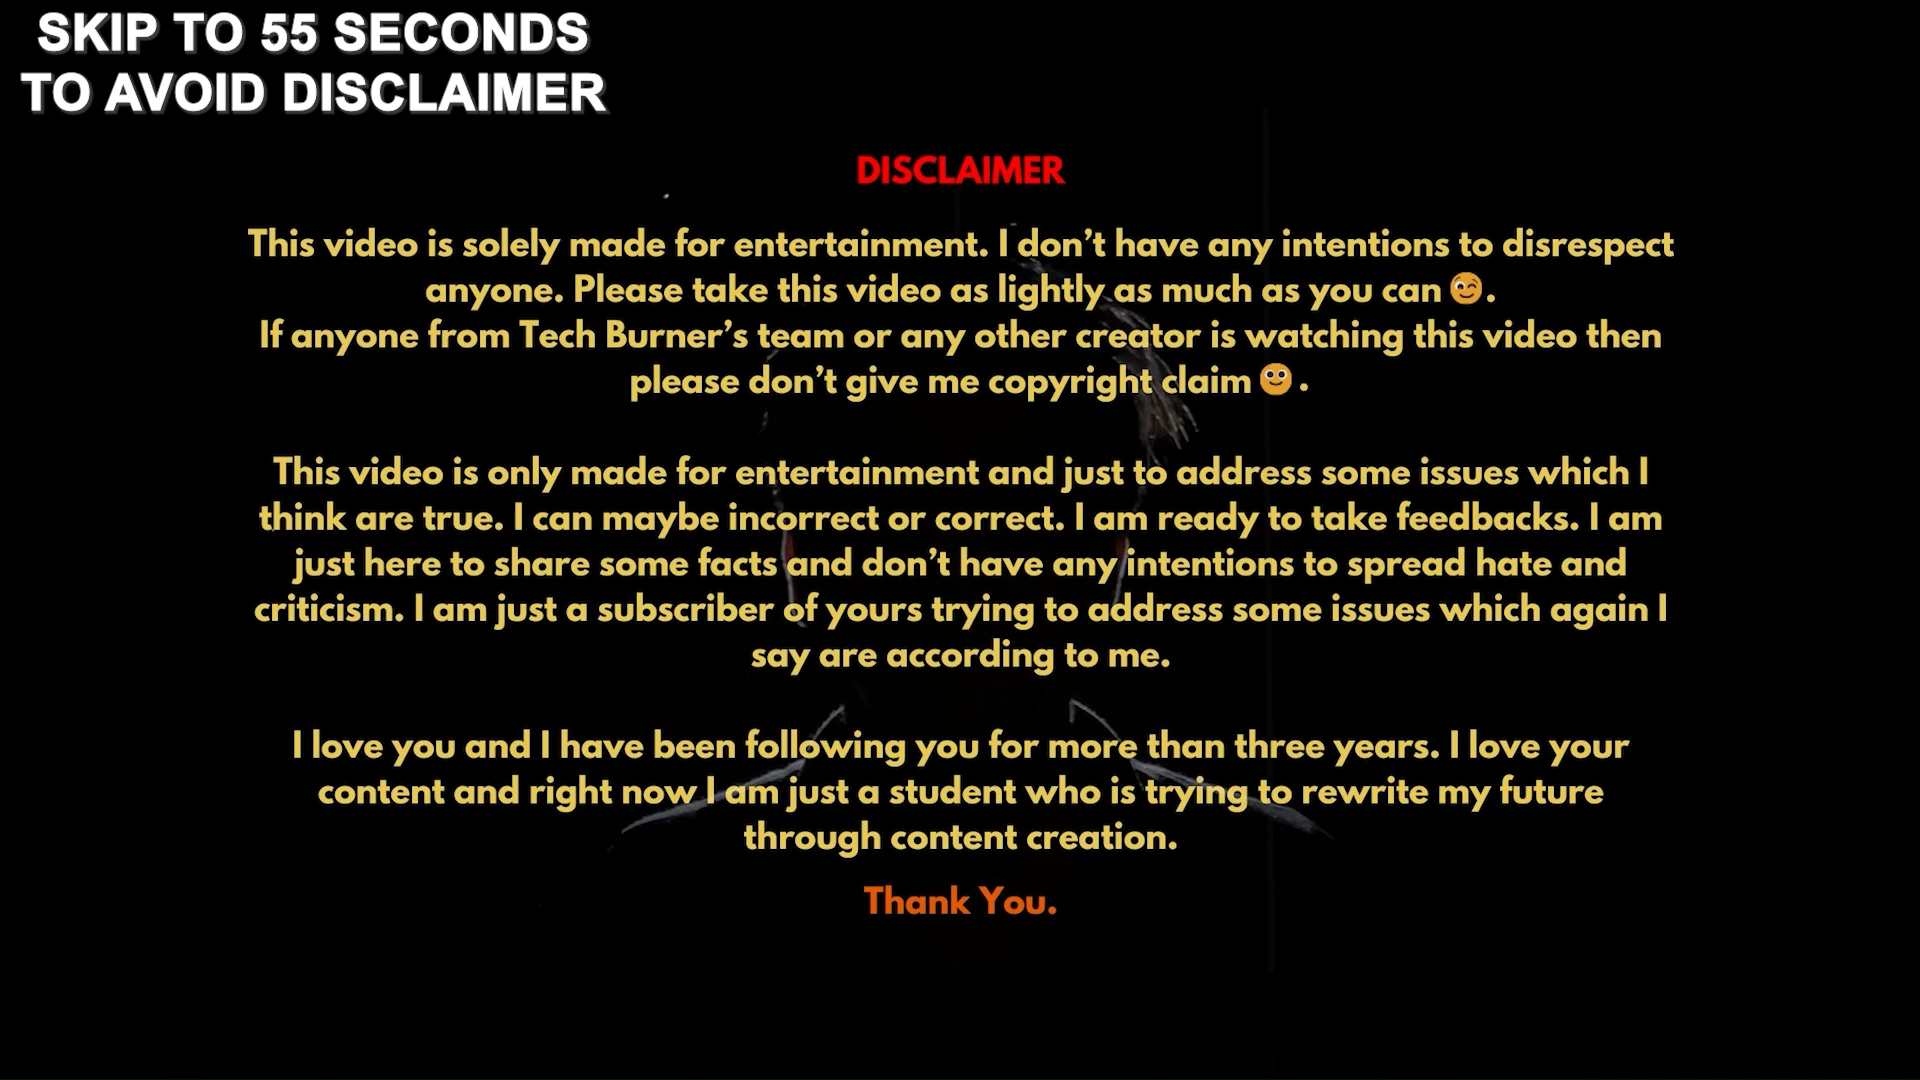 SKIP TO 55 SECONDS
TO AVOID DISCLAIMER
DISCLAIMER
This video is solely made for entertainment. I don’t have any intentions to disrespect
anyone. Please take this video as lightly as much as you can 😉.
If anyone from Tech Burner’s team or any other creator is watching this video then
please don’t give me copyright claim 🙂.
This video is only made for entertainment and just to address some issues which I
think are true. I can maybe incorrect or correct. I am ready to take feedbacks. I am
just here to share some facts and don’t have any intentions to spread hate and
criticism. I am just a subscriber of yours trying to address some issues which again I
say are according to me.
I love you and I have been following you for more than three years. I love your
content and right now I am just a student who is trying to rewrite my future
through content creation.
Thank You.